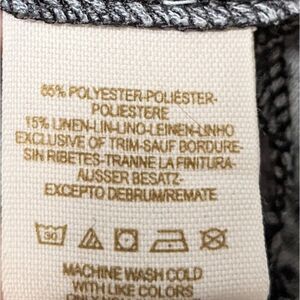 85% POLYESTER-POLIÉSTER-
POLIESTERE
15% LINEN-LIN-LINO-LEINEN-LINHO
EXCLUSIVE OF TRIM-SAUF BORDURE-
SIN RIBETES-TRANNE LA FINITURA-
AUSSER BESATZ-
EXCEPTO DEBRUM/REMATE
30
MACHINE WASH COLD
WITH LIKE COLORS